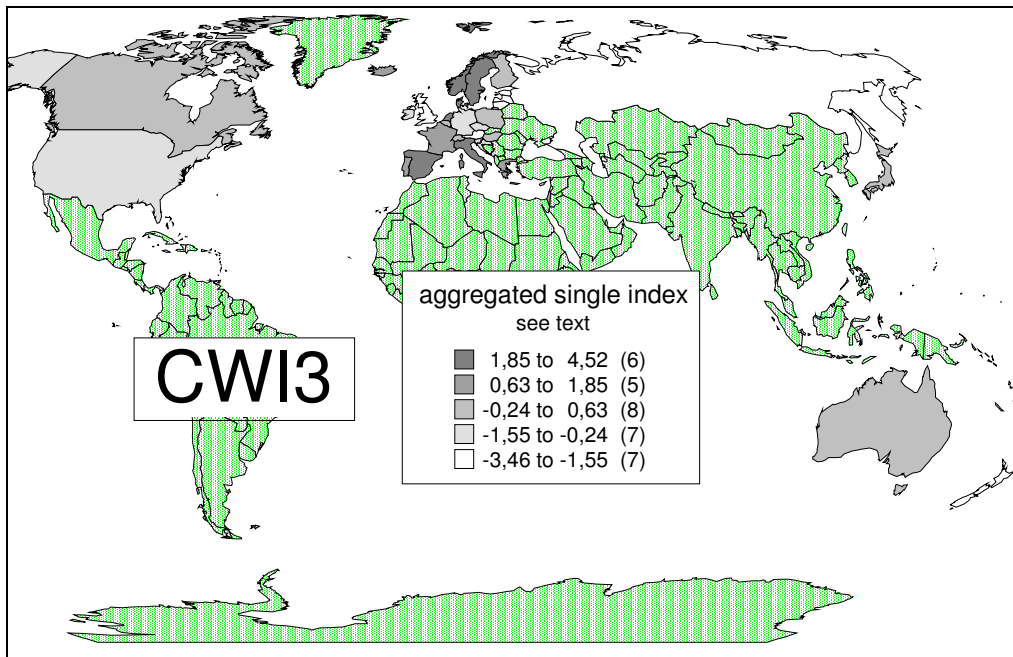 aggregated single index
see text
CWI3
1,85 to 4,52 (6)
0,63 to 1,85 (5)
-0,24 to 0,63 (8)
-1,55 to -0,24 (7)
-3,46 to -1,55 (7)